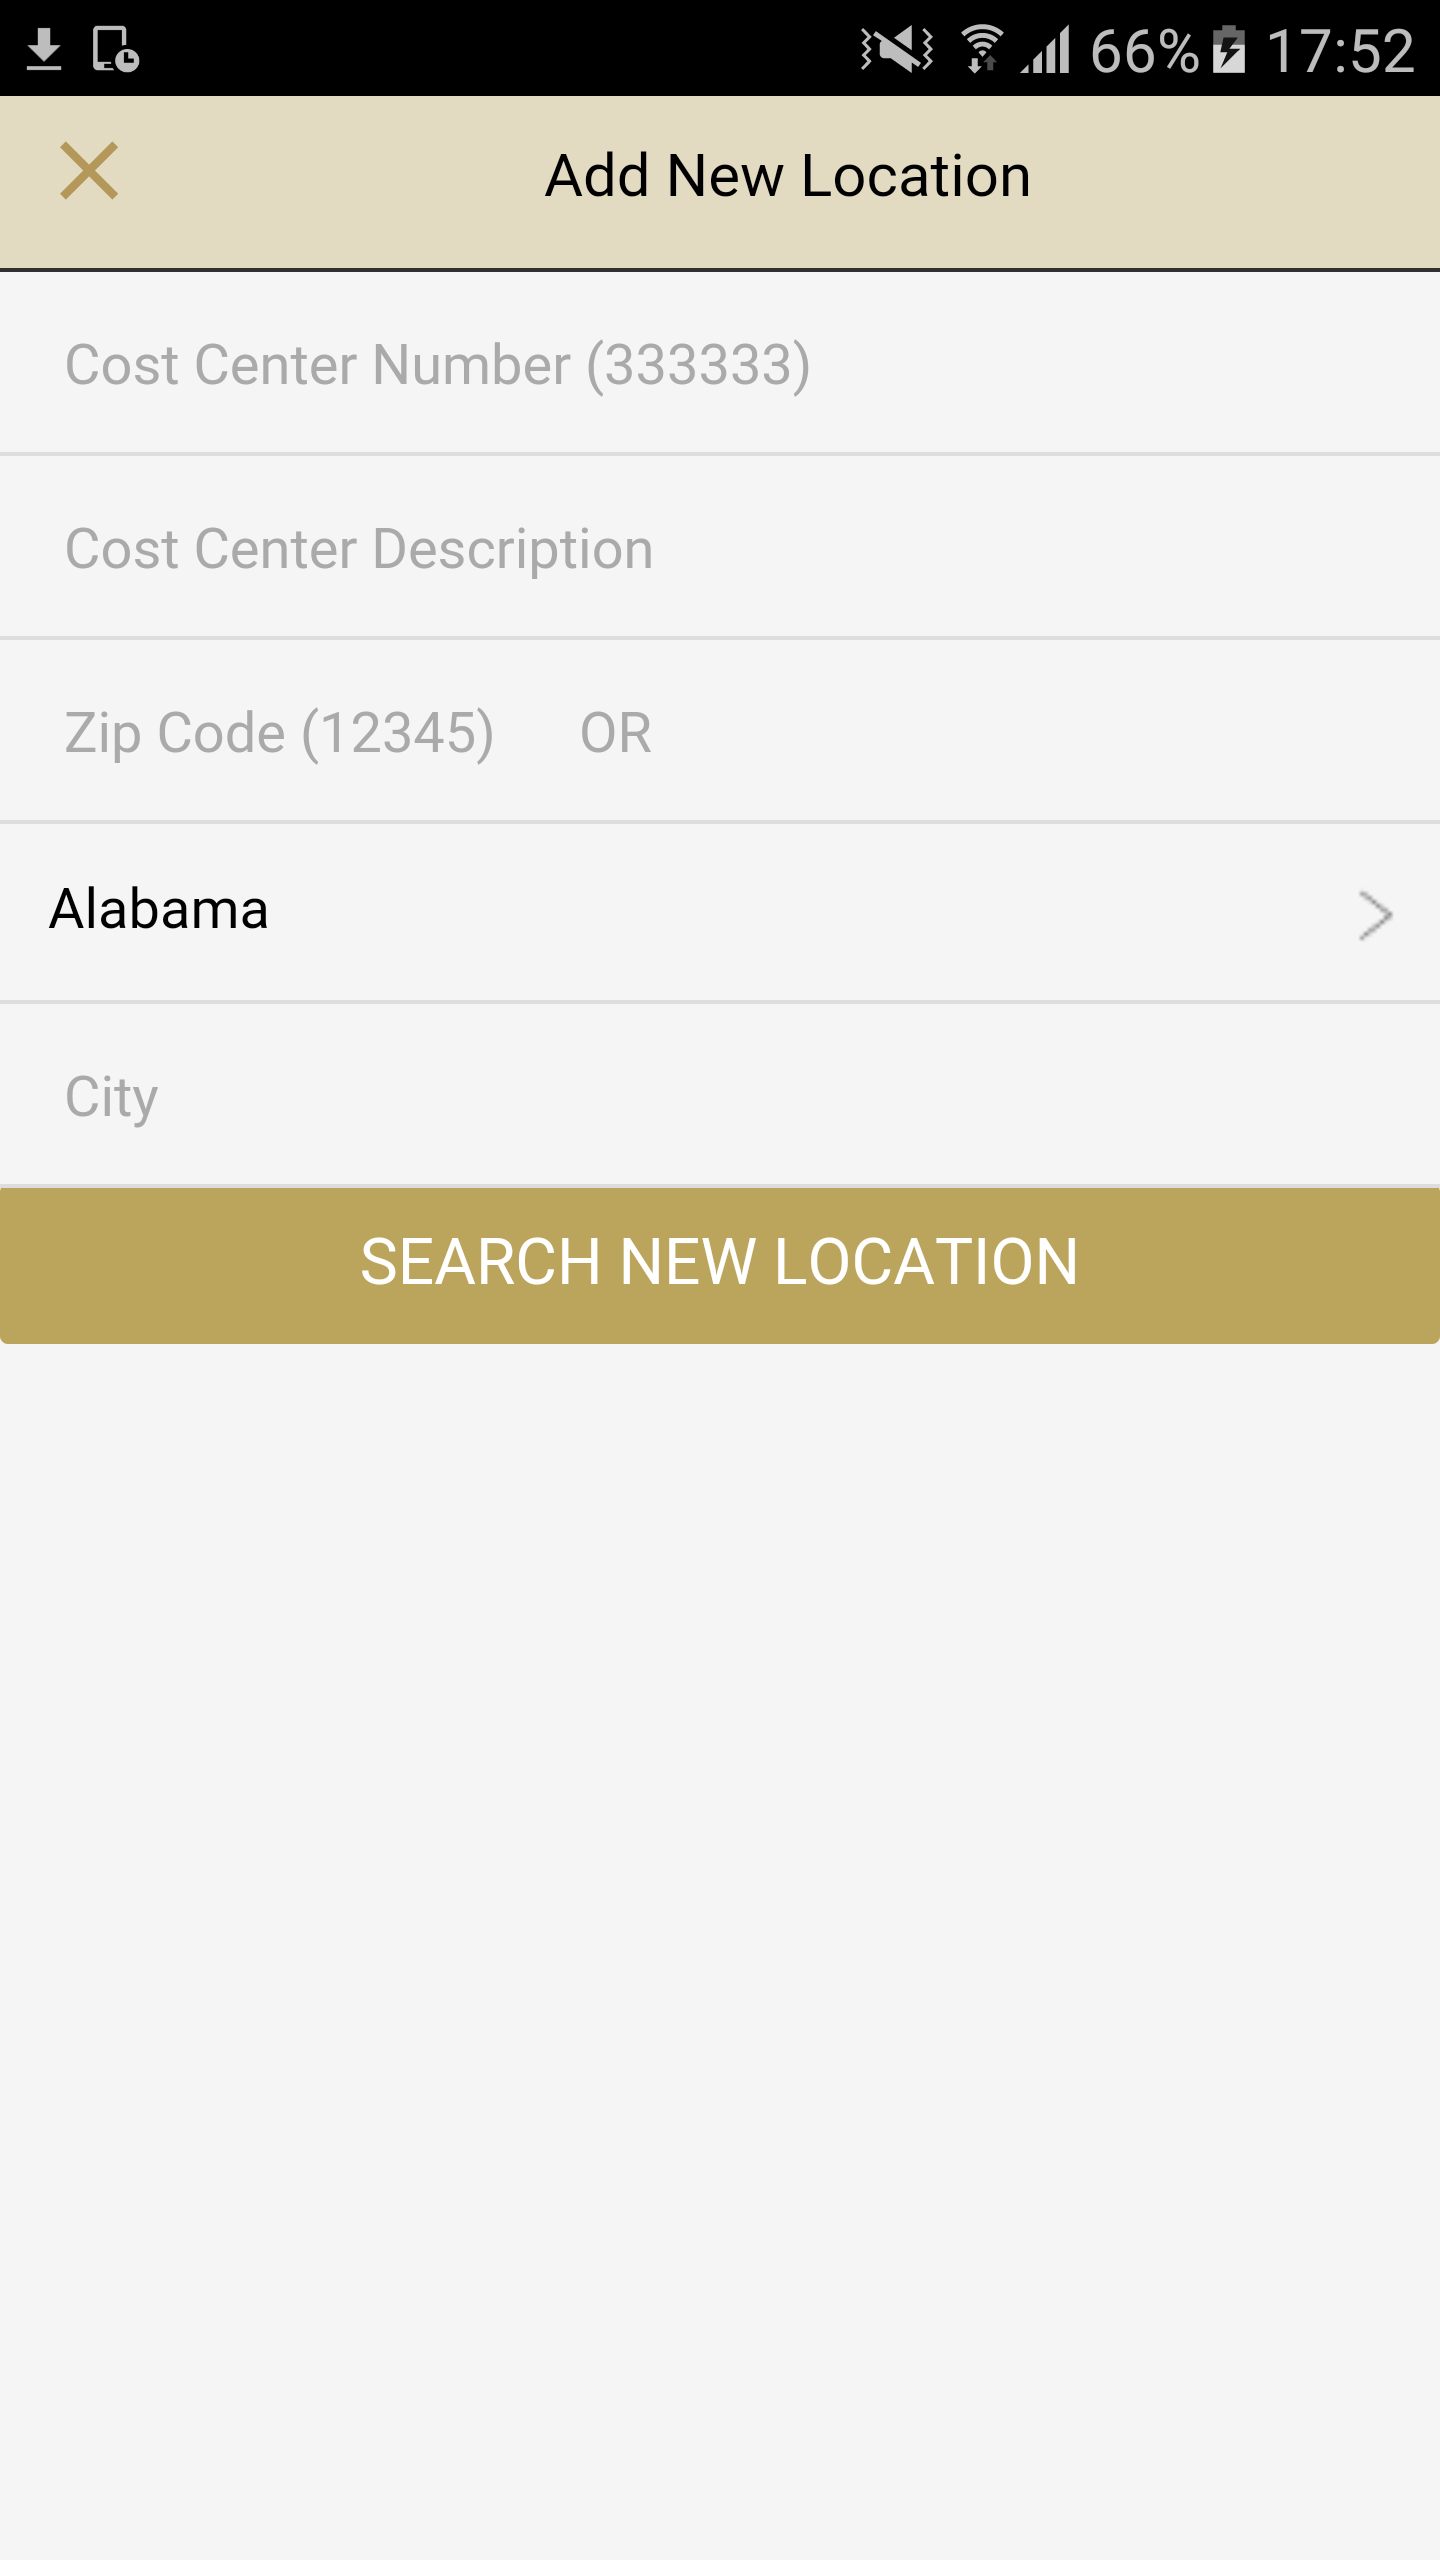 66% 17:52
Add New Location
Cost Center Number (333333)
Cost Center Description
Zip Code (12345) OR
Alabama
City
SEARCH NEW LOCATION